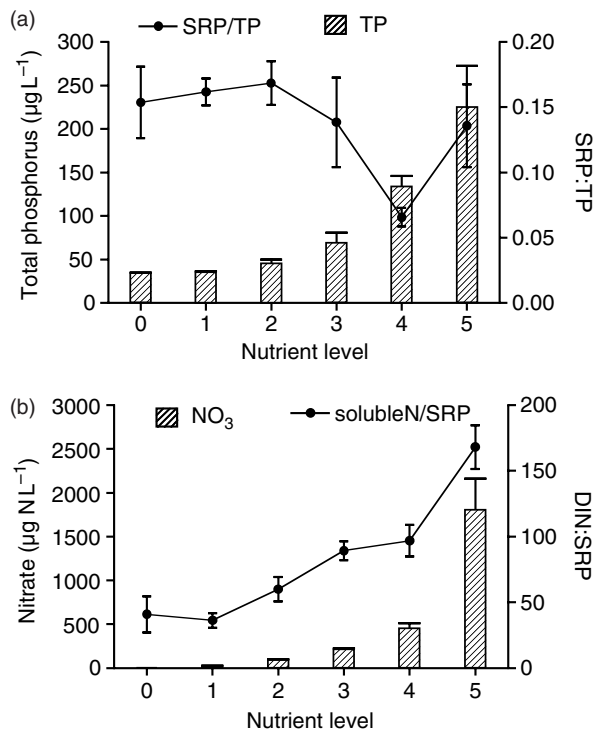 (a)
SRP/TP
TP
300
250
200
150
100
50
0
Total phosphorus (µg L⁻¹)
0.20
0.15
0.10
0.05
0.00
SRP:TP
0 1 2 3 4 5
Nutrient level
(b)
NO₃
solubleN/SRP
3000
2500
2000
1750
1500
1000
500
0
Nitrate (µg N L⁻¹)
200
150
100
50
0
DIN:SRP
0 1 2 3 4 5
Nutrient level